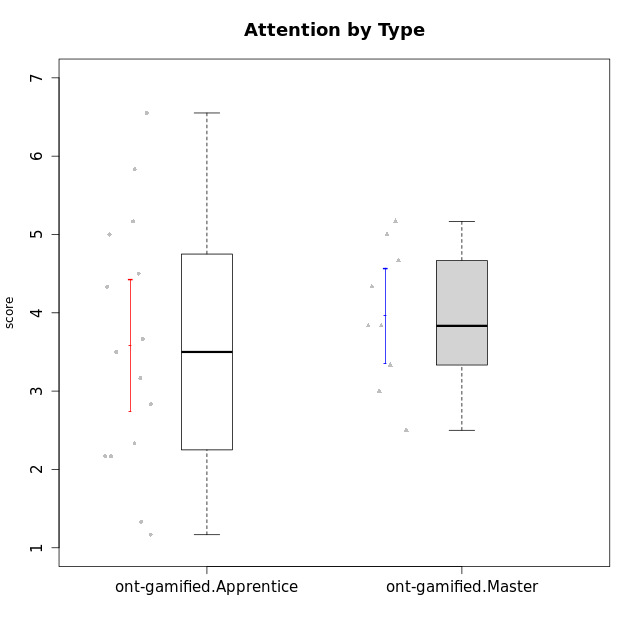 Attention by Type
score
7
6
5
4
3
2
1
ont-gamified.Apprentice
ont-gamified.Master